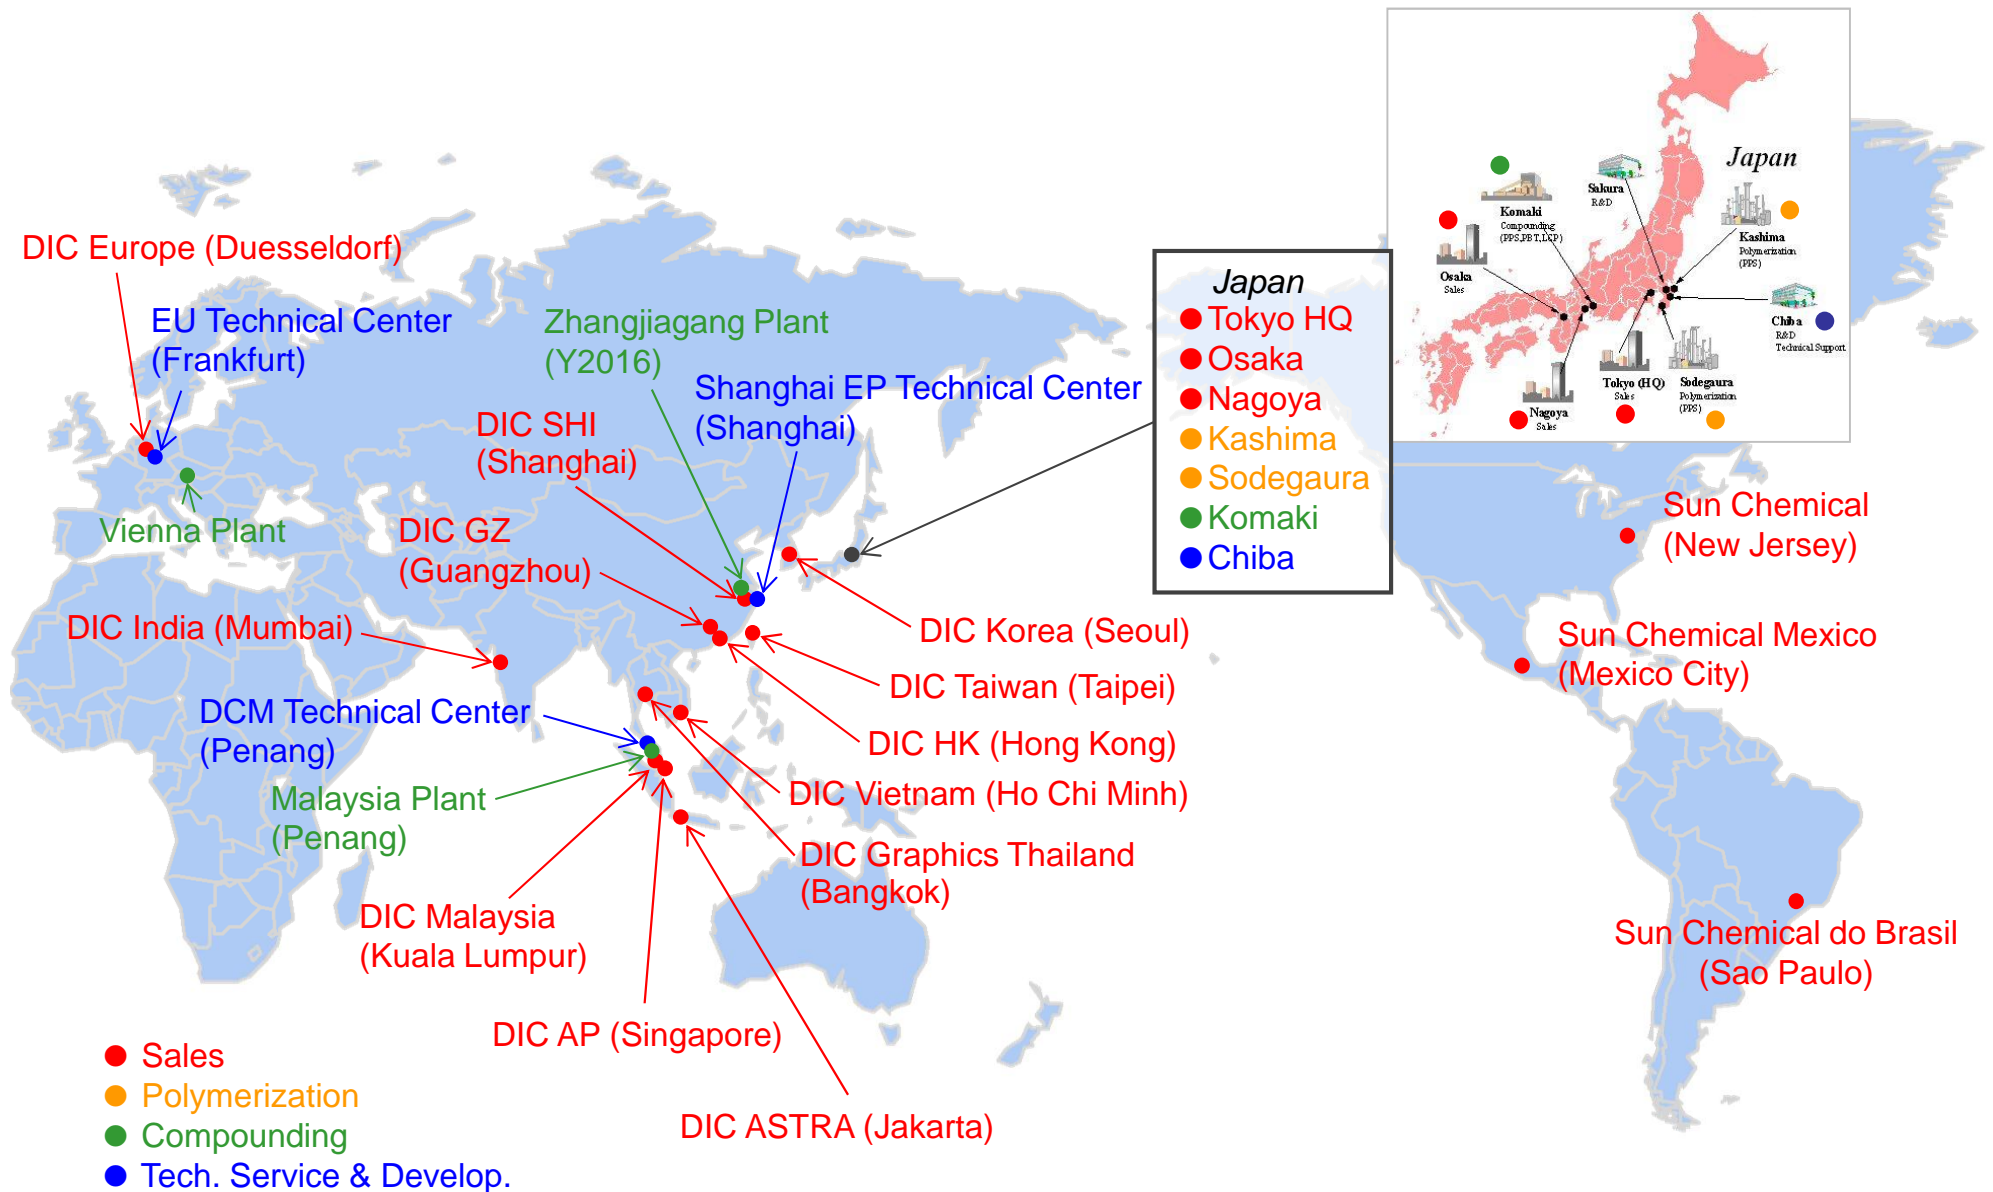 Japan
Sakura
R&D
Komaki
Compounding
(PPS,PBT,LCP)
Kashima
Polymerization
(PPS)
Osaka
Sales
Chiba
R&D
Technical Support
Tokyo (HQ)
Sales
Sodegaura
Polymerization
(PPS)
Nagoya
Sales
DIC Europe (Duesseldorf)
EU Technical Center
(Frankfurt)
Vienna Plant
Zhangjiagang Plant
(Y2016)
Shanghai EP Technical Center
(Shanghai)
DIC SHI
(Shanghai)
DIC GZ
(Guangzhou)
DIC India (Mumbai)
Japan
Tokyo HQ
Osaka
Nagoya
Kashima
Sodegaura
Komaki
Chiba
Sun Chemical
(New Jersey)
Sun Chemical Mexico
(Mexico City)
Sun Chemical do Brasil
(Sao Paulo)
DIC Korea (Seoul)
DIC Taiwan (Taipei)
DIC HK (Hong Kong)
DIC Vietnam (Ho Chi Minh)
DIC Graphics Thailand
(Bangkok)
DCM Technical Center
(Penang)
Malaysia Plant
(Penang)
DIC Malaysia
(Kuala Lumpur)
DIC AP (Singapore)
DIC ASTRA (Jakarta)
Sales
Polymerization
Compounding
Tech. Service & Develop.